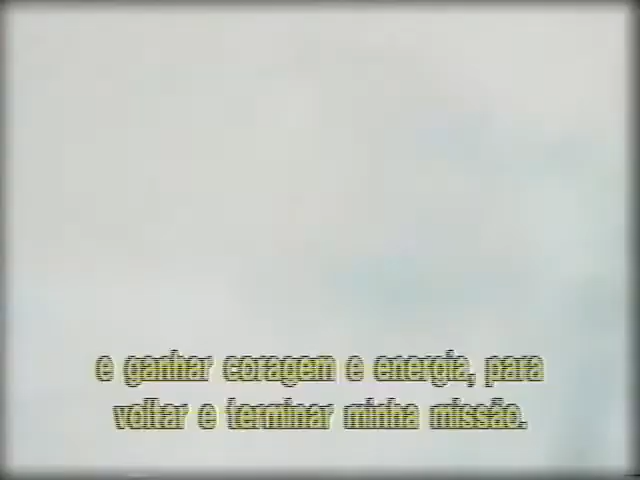 e ganhar coragem e energia, para
voltar e terminar minha missão.